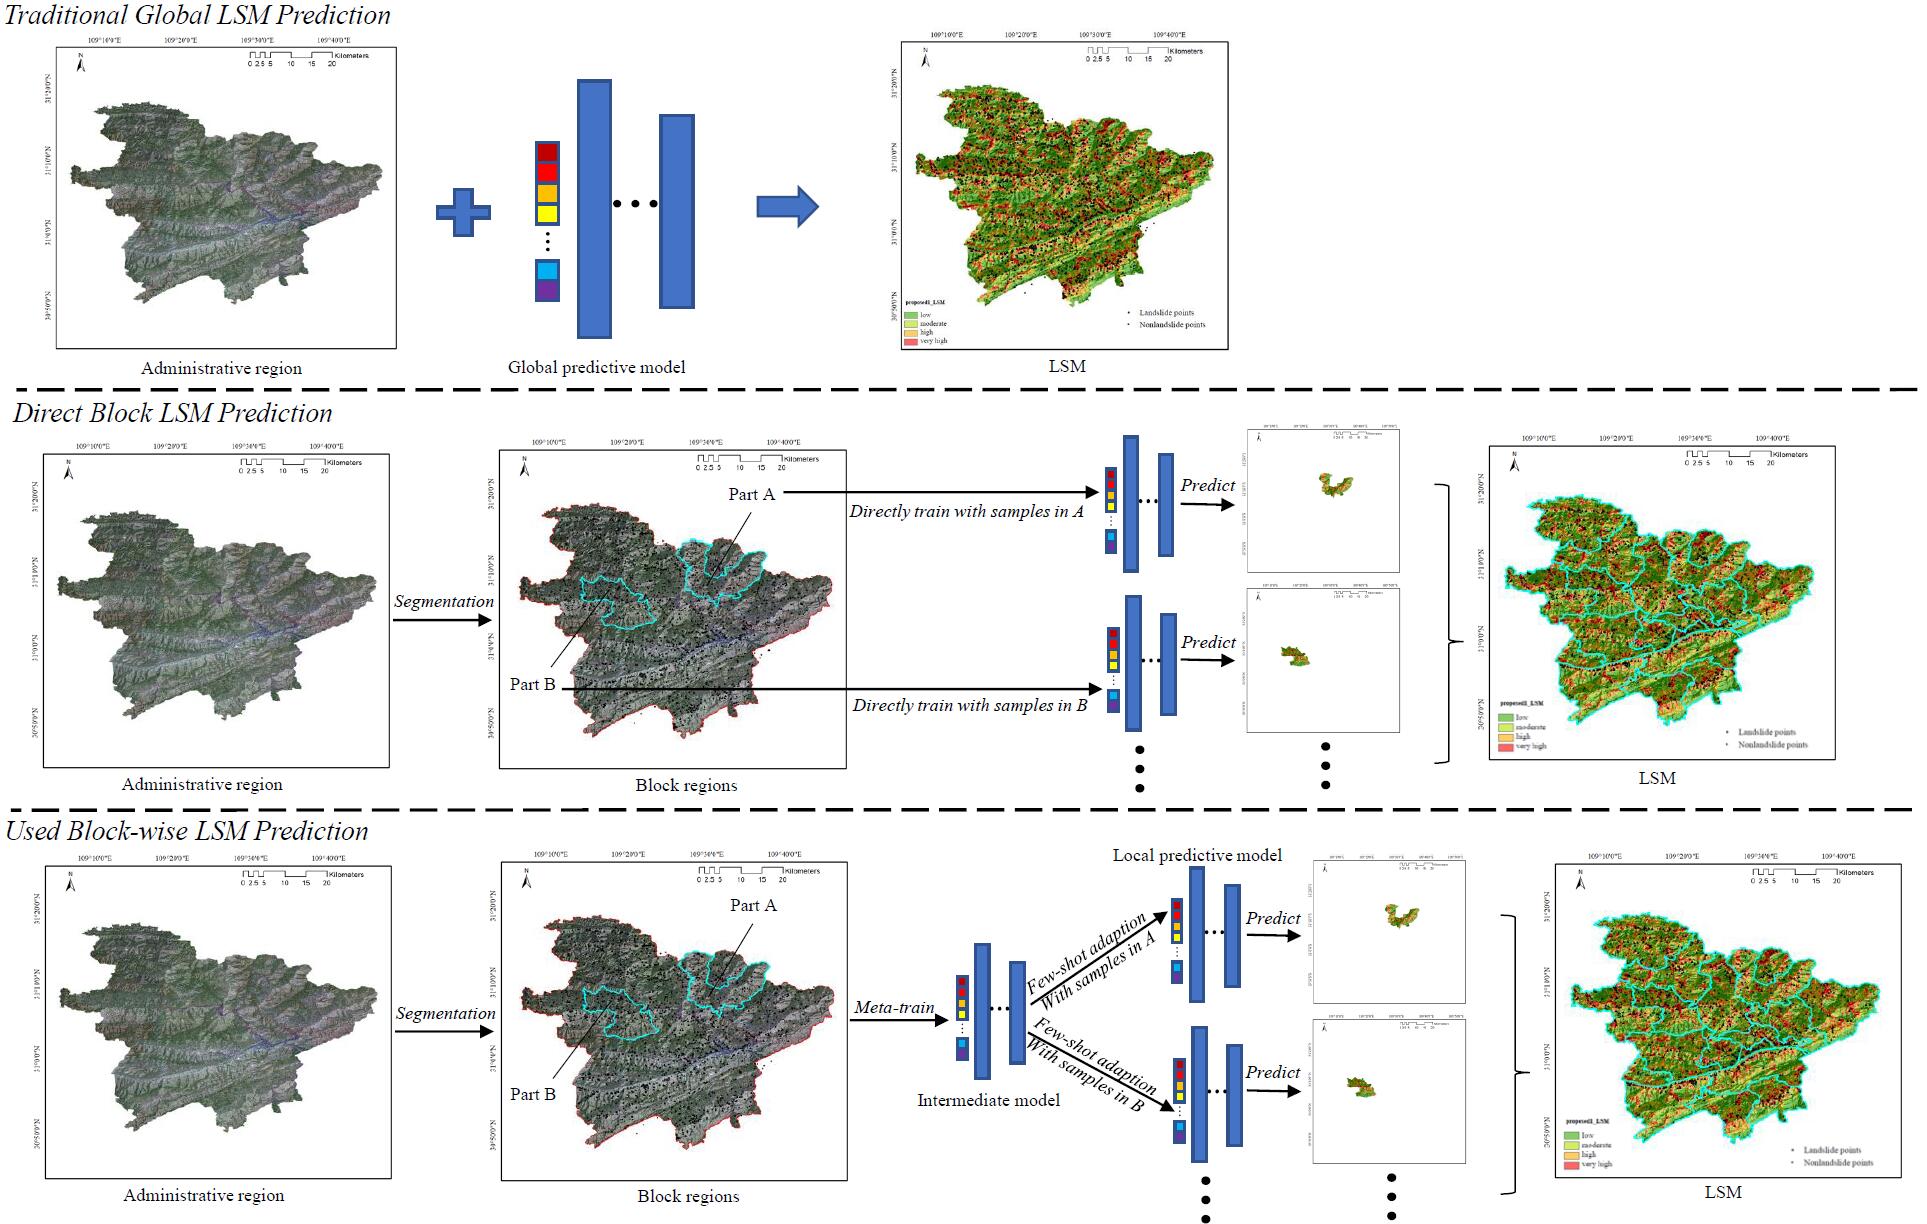 Traditional Global LSM Prediction
109°10'0"E 109°20'0"E 109°30'0"E 109°40'0"E
N
Kilometers
0 2.5 5 10 15 20
31°20'0"N
31°10'0"N
31°0'0"N
30°50'0"N
Administrative region
Global predictive model
109°10'0"E 109°20'0"E 109°30'0"E 109°40'0"E
N
Kilometers
0 2.5 5 10 15 20
31°20'0"N
31°10'0"N
31°0'0"N
30°50'0"N
proposed1_LSM
low
moderate
high
very high
Landslide points
Nonlandslide points
LSM
Direct Block LSM Prediction
109°10'0"E 109°20'0"E 109°30'0"E 109°40'0"E
N
Kilometers
0 2.5 5 10 15 20
31°20'0"N
31°10'0"N
31°0'0"N
30°50'0"N
Administrative region
Segmentation
109°10'0"E 109°20'0"E 109°30'0"E 109°40'0"E
N
Kilometers
0 2.5 5 10 15 20
31°20'0"N
31°10'0"N
31°0'0"N
30°50'0"N
Part A
Part B
Block regions
Directly train with samples in A
Predict
Directly train with samples in B
Predict
109°10'0"E 109°20'0"E 109°30'0"E 109°40'0"E
N
Kilometers
0 2.5 5 10 15 20
31°20'0"N
31°10'0"N
31°0'0"N
30°50'0"N
proposed1_LSM
low
moderate
high
very high
Landslide points
Nonlandslide points
LSM
Used Block-wise LSM Prediction
109°10'0"E 109°20'0"E 109°30'0"E 109°40'0"E
N
Kilometers
0 2.5 5 10 15 20
31°20'0"N
31°10'0"N
31°0'0"N
30°50'0"N
Administrative region
Segmentation
109°10'0"E 109°20'0"E 109°30'0"E 109°40'0"E
N
Kilometers
0 2.5 5 10 15 20
31°20'0"N
31°10'0"N
31°0'0"N
30°50'0"N
Part A
Part B
Block regions
Meta-train
Intermediate model
Local predictive model
Few-shot adaption
With samples in A
Predict
Few-shot adaption
With samples in B
Predict
109°10'0"E 109°20'0"E 109°30'0"E 109°40'0"E
N
Kilometers
0 2.5 5 10 15 20
31°20'0"N
31°10'0"N
31°0'0"N
30°50'0"N
proposed1_LSM
low
moderate
high
very high
Landslide points
Nonlandslide points
LSM